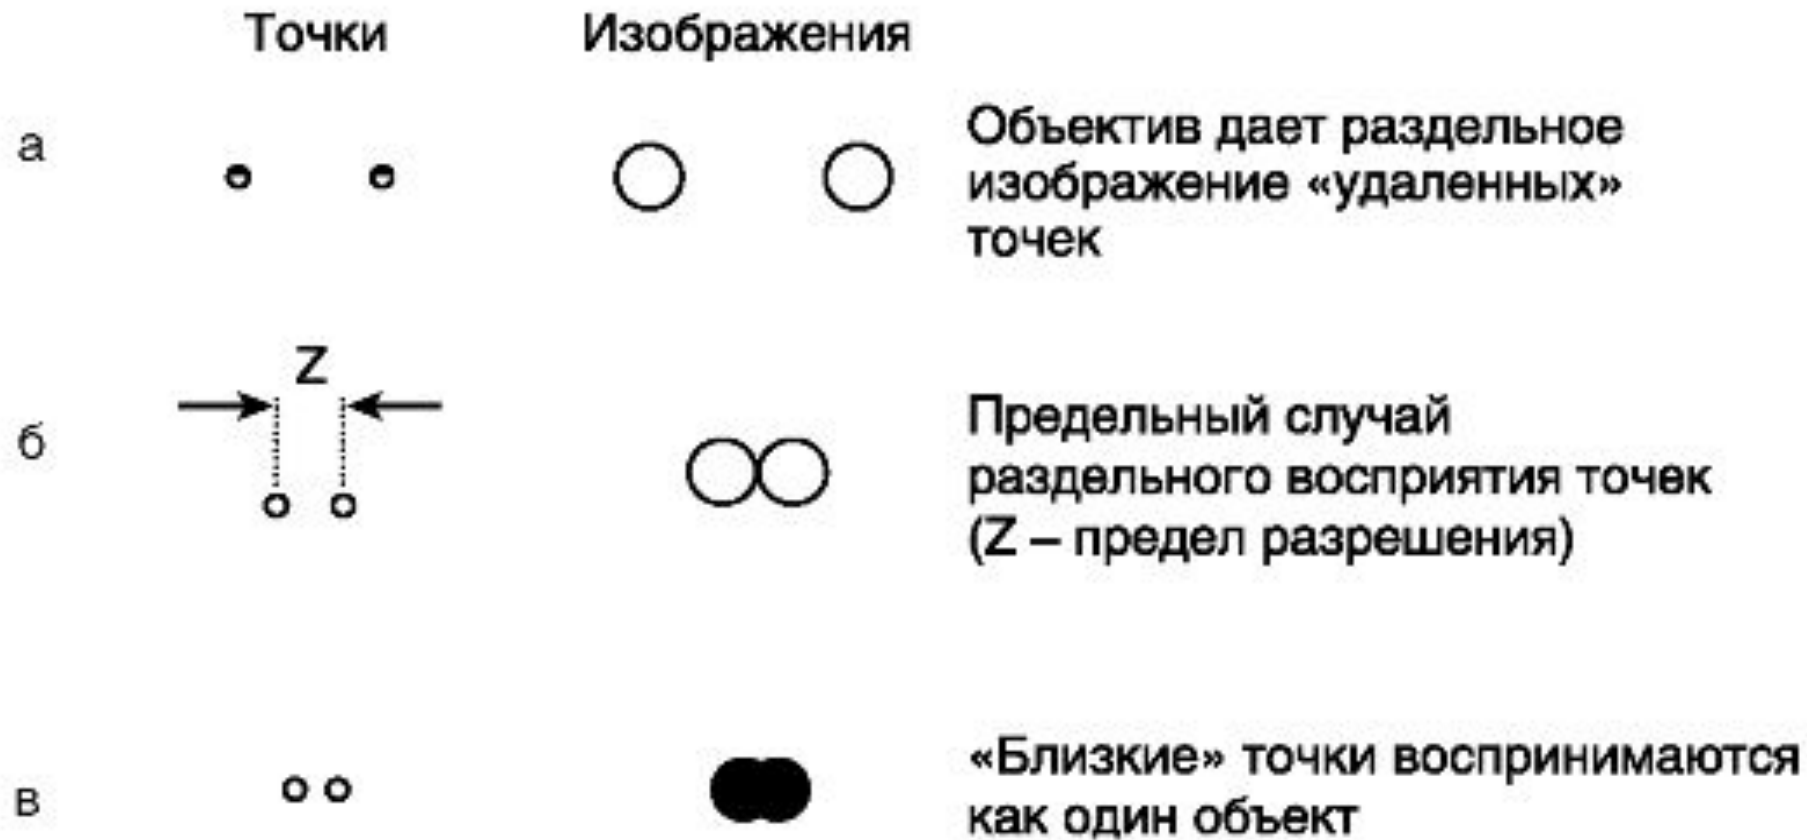 Точки Изображения
а
Объектив дает раздельное
изображение «удаленных»
точек
Z
б
Предельный случай
раздельного восприятия точек
(Z – предел разрешения)
в
«Близкие» точки воспринимаются
как один объект